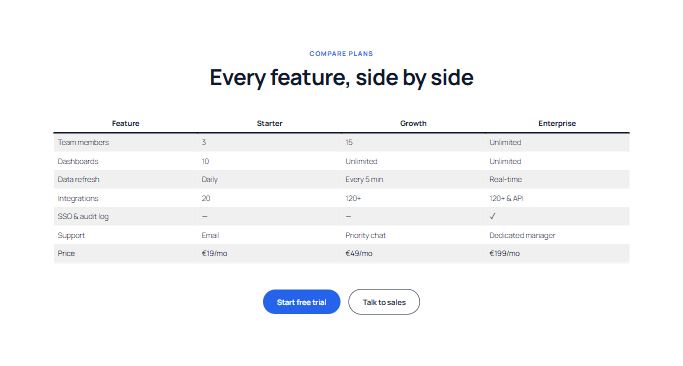 COMPARE PLANS
Every feature, side by side
Feature Starter Growth Enterprise
Team members 3 15 Unlimited
Dashboards 10 Unlimited Unlimited
Data refresh Daily Every 5 min Real-time
Integrations 20 120+ 120+ & API
SSO & audit log — — ✓
Support Email Priority chat Dedicated manager
Price €19/mo €49/mo €199/mo
Start free trial Talk to sales